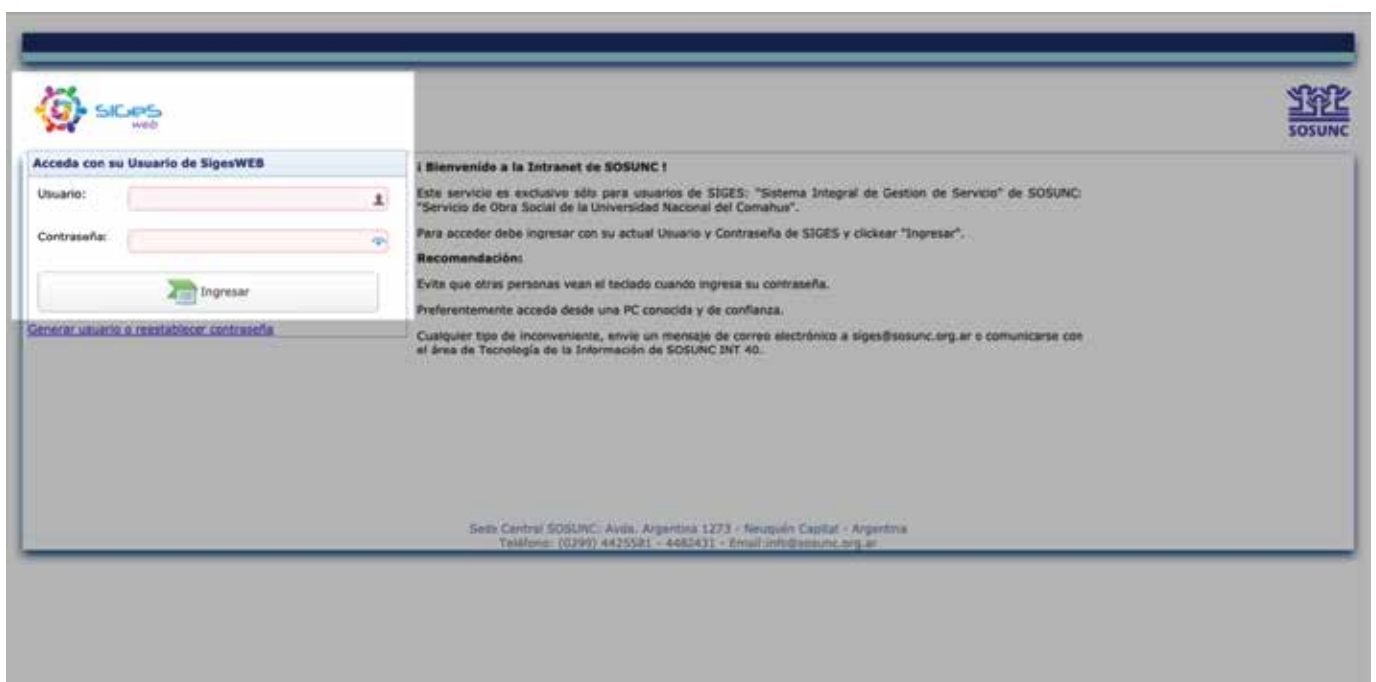 SIGES
web
SOSUNC
Acceda con su Usuario de SigesWEB
Usuario:
Contraseña:
Ingresar
Generar usuario o reestablecer contraseña
¡ Bienvenido a la Intranet de SOSUNC !
Este servicio es exclusivo sólo para usuarios de SIGES: "Sistema Integral de Gestion de Servicio" de SOSUNC:
"Servicio de Obra Social de la Universidad Nacional del Comahue".
Para acceder debe ingresar con su actual Usuario y Contraseña de SIGES y clickear "Ingresar".
Recomendación:
Evite que otras personas vean el teclado cuando ingresa su contraseña.
Preferentemente acceda desde una PC conocida y de confianza.
Cualquier tipo de inconveniente, envie un mensaje de correo electrónico a siges@sosunc.org.ar o comunicarse con
el área de Tecnología de la Información de SOSUNC INT 40.
Sede Central SOSUNC: Avda. Argentina 1273 - Neuquén Capital - Argentina
Teléfono: (0299) 4425581 - 4482431 - Email:info@sosunc.org.ar